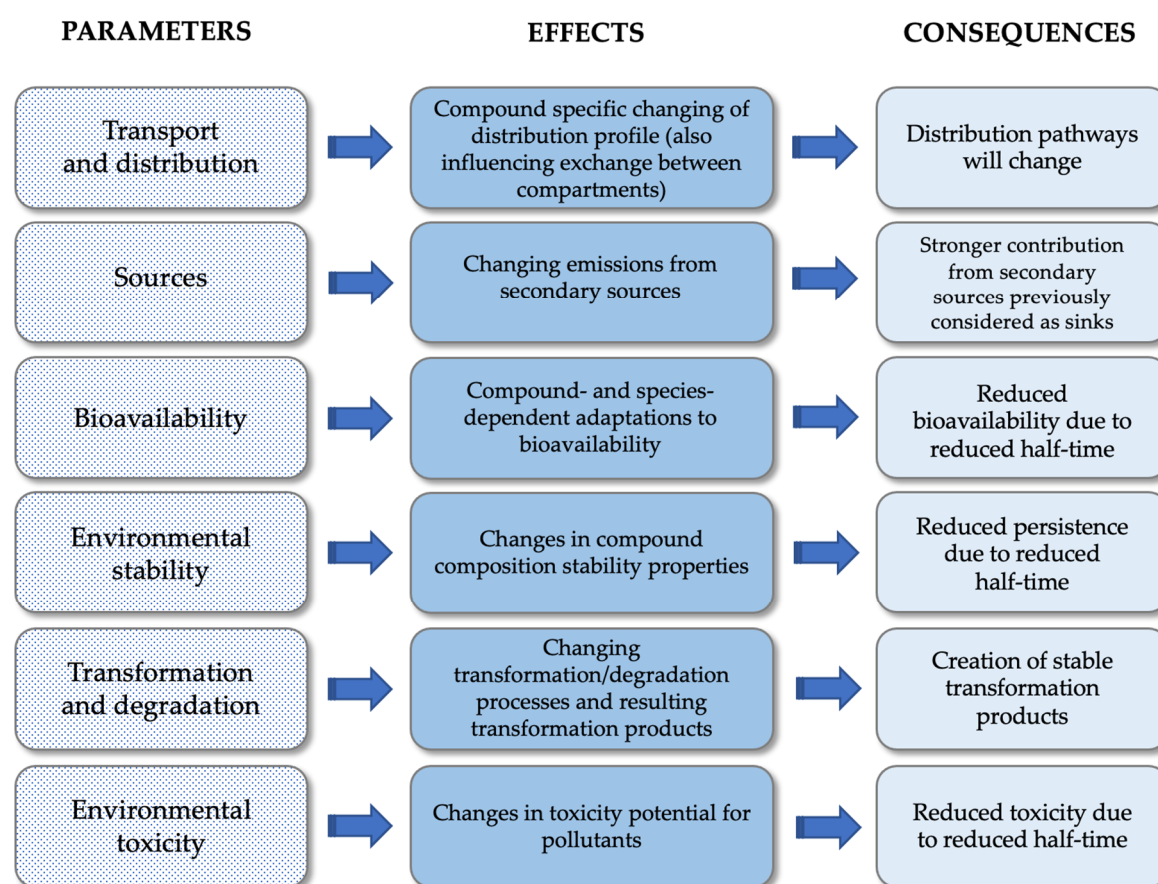 PARAMETERS
EFFECTS
CONSEQUENCES
Transport
and distribution
Compound specific changing of
distribution profile (also
influencing exchange between
compartments)
Distribution pathways
will change
Sources
Changing emissions from
secondary sources
Stronger contribution
from secondary
sources previously
considered as sinks
Bioavailability
Compound- and species-
dependent adaptations to
bioavailability
Reduced
bioavailability due to
reduced half-time
Environmental
stability
Changes in compound
composition stability properties
Reduced persistence
due to reduced
half-time
Transformation
and degradation
Changing
transformation/degradation
processes and resulting
transformation products
Creation of stable
transformation
products
Environmental
toxicity
Changes in toxicity potential for
pollutants
Reduced toxicity due
to reduced half-time